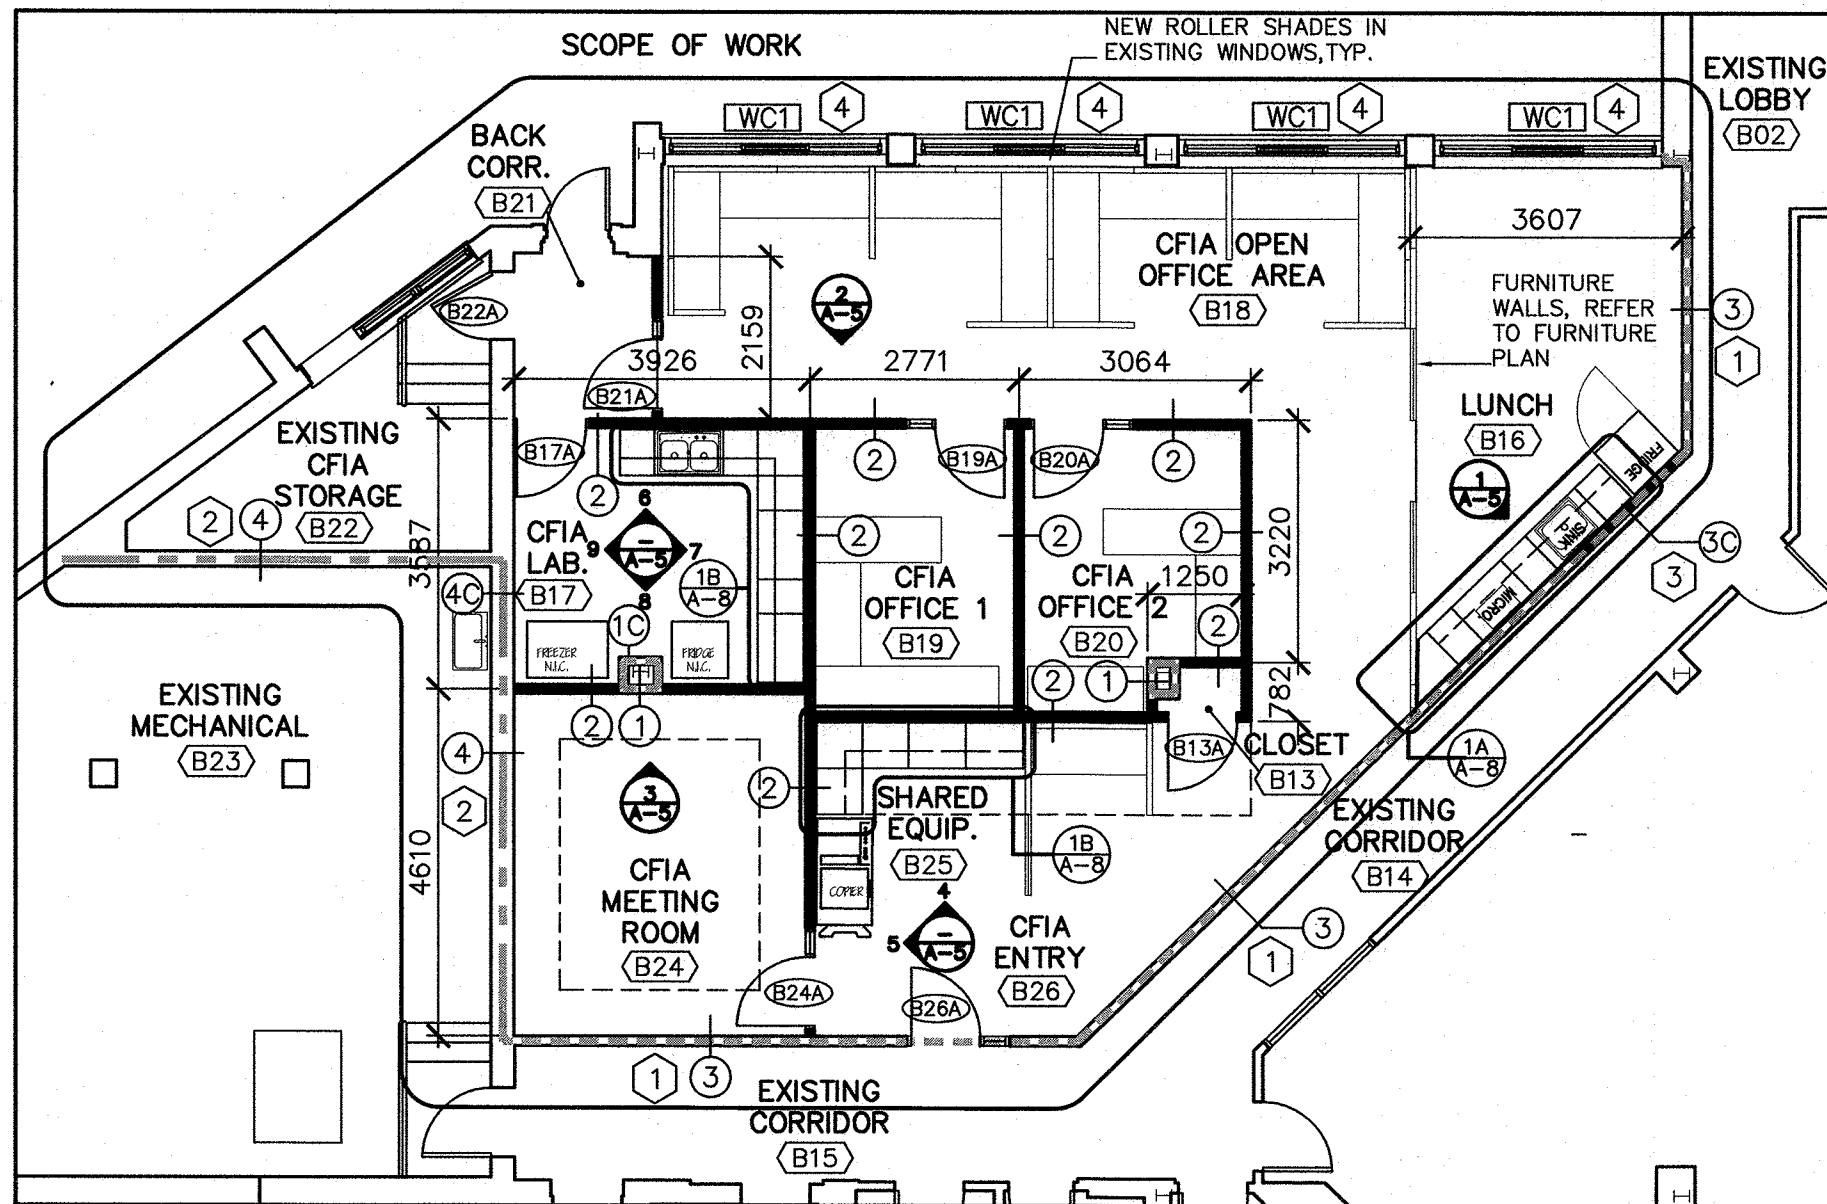 SCOPE OF WORK
NEW ROLLER SHADES IN
EXISTING WINDOWS,TYP.
EXISTING
LOBBY
B02
WC1
4
WC1
4
WC1
4
WC1
4
BACK
CORR.
B21
3607
CFIA OPEN
OFFICE AREA
B18
2
A-5
FURNITURE
WALLS, REFER
TO FURNITURE
PLAN
3
1
B22A
2159
3926
2771
3064
B21A
LUNCH
B16
EXISTING
CFIA
STORAGE
B22
2
4
3587
B17A
2
2
B19A
B20A
2
FRIDGE
1
A-5
SINK
MICRO.
3C
3
CFIA
LAB.
B17
4C
6
9
7
8
-
A-5
1B
A-8
2
2
2
3220
1C
FREEZER
N.I.C.
FRIDGE
N.I.C.
CFIA
OFFICE 1
B19
CFIA
OFFICE 2
B20
1250
2
EXISTING
MECHANICAL
B23
2
1
2
1
782
4
2
2
3
A-5
B13A
CLOSET
B13
1A
A-8
SHARED
EQUIP.
B25
1B
A-8
EXISTING
CORRIDOR
B14
4610
CFIA
MEETING
ROOM
B24
COPIER
4
5
-
A-5
CFIA
ENTRY
B26
3
1
B24A
B26A
1
3
EXISTING
CORRIDOR
B15